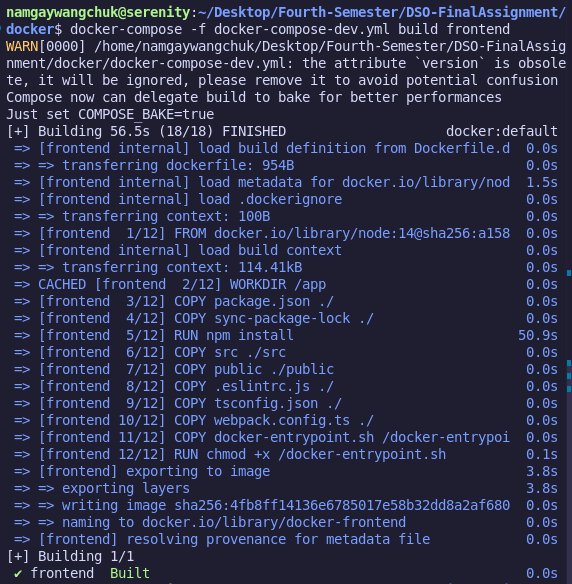 namgaywangchuk@serenity:~/Desktop/Fourth-Semester/DSO-FinalAssignment/
docker$ docker-compose -f docker-compose-dev.yml build frontend
WARN[0000] /home/namgaywangchuk/Desktop/Fourth-Semester/DSO-FinalAssig
nment/docker/docker-compose-dev.yml: the attribute `version` is obsole
te, it will be ignored, please remove it to avoid potential confusion
Compose now can delegate build to bake for better performances
Just set COMPOSE_BAKE=true
[+] Building 56.5s (18/18) FINISHED docker:default
=> [frontend internal] load build definition from Dockerfile.d 0.0s
=> => transferring dockerfile: 954B 0.0s
=> [frontend internal] load metadata for docker.io/library/nod 1.5s
=> [frontend internal] load .dockerignore 0.0s
=> => transferring context: 100B 0.0s
=> [frontend 1/12] FROM docker.io/library/node:14@sha256:a158 0.0s
=> [frontend internal] load build context 0.0s
=> => transferring context: 114.41kB 0.0s
=> CACHED [frontend 2/12] WORKDIR /app 0.0s
=> [frontend 3/12] COPY package.json ./ 0.0s
=> [frontend 4/12] COPY sync-package-lock ./ 0.0s
=> [frontend 5/12] RUN npm install 50.9s
=> [frontend 6/12] COPY src ./src 0.0s
=> [frontend 7/12] COPY public ./public 0.0s
=> [frontend 8/12] COPY .eslintrc.js ./ 0.0s
=> [frontend 9/12] COPY tsconfig.json ./ 0.0s
=> [frontend 10/12] COPY webpack.config.ts ./ 0.0s
=> [frontend 11/12] COPY docker-entrypoint.sh /docker-entrypoi 0.0s
=> [frontend 12/12] RUN chmod +x /docker-entrypoint.sh 0.1s
=> [frontend] exporting to image 3.8s
=> => exporting layers 3.8s
=> => writing image sha256:4fb8ff14136e6785017e58b32dd8a2af680 0.0s
=> => naming to docker.io/library/docker-frontend 0.0s
=> [frontend] resolving provenance for metadata file 0.0s
[+] Building 1/1
✔ frontend Built 0.0s